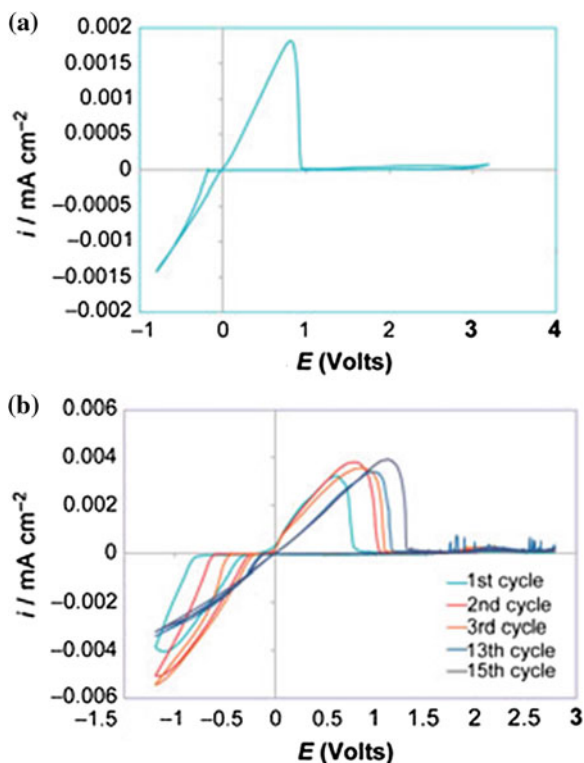 (a)
0.002
0.0015
0.001
0.0005
0
−0.0005
−0.001
−0.0015
−0.002
i / mA cm−2
−1 0 1 2 3 4
E (Volts)
(b)
0.006
0.004
0.002
0
−0.002
−0.004
−0.006
i / mA cm−2
1st cycle
2nd cycle
3rd cycle
13th cycle
15th cycle
−1.5 −1 −0.5 0 0.5 1 1.5 2 2.5 3
E (Volts)